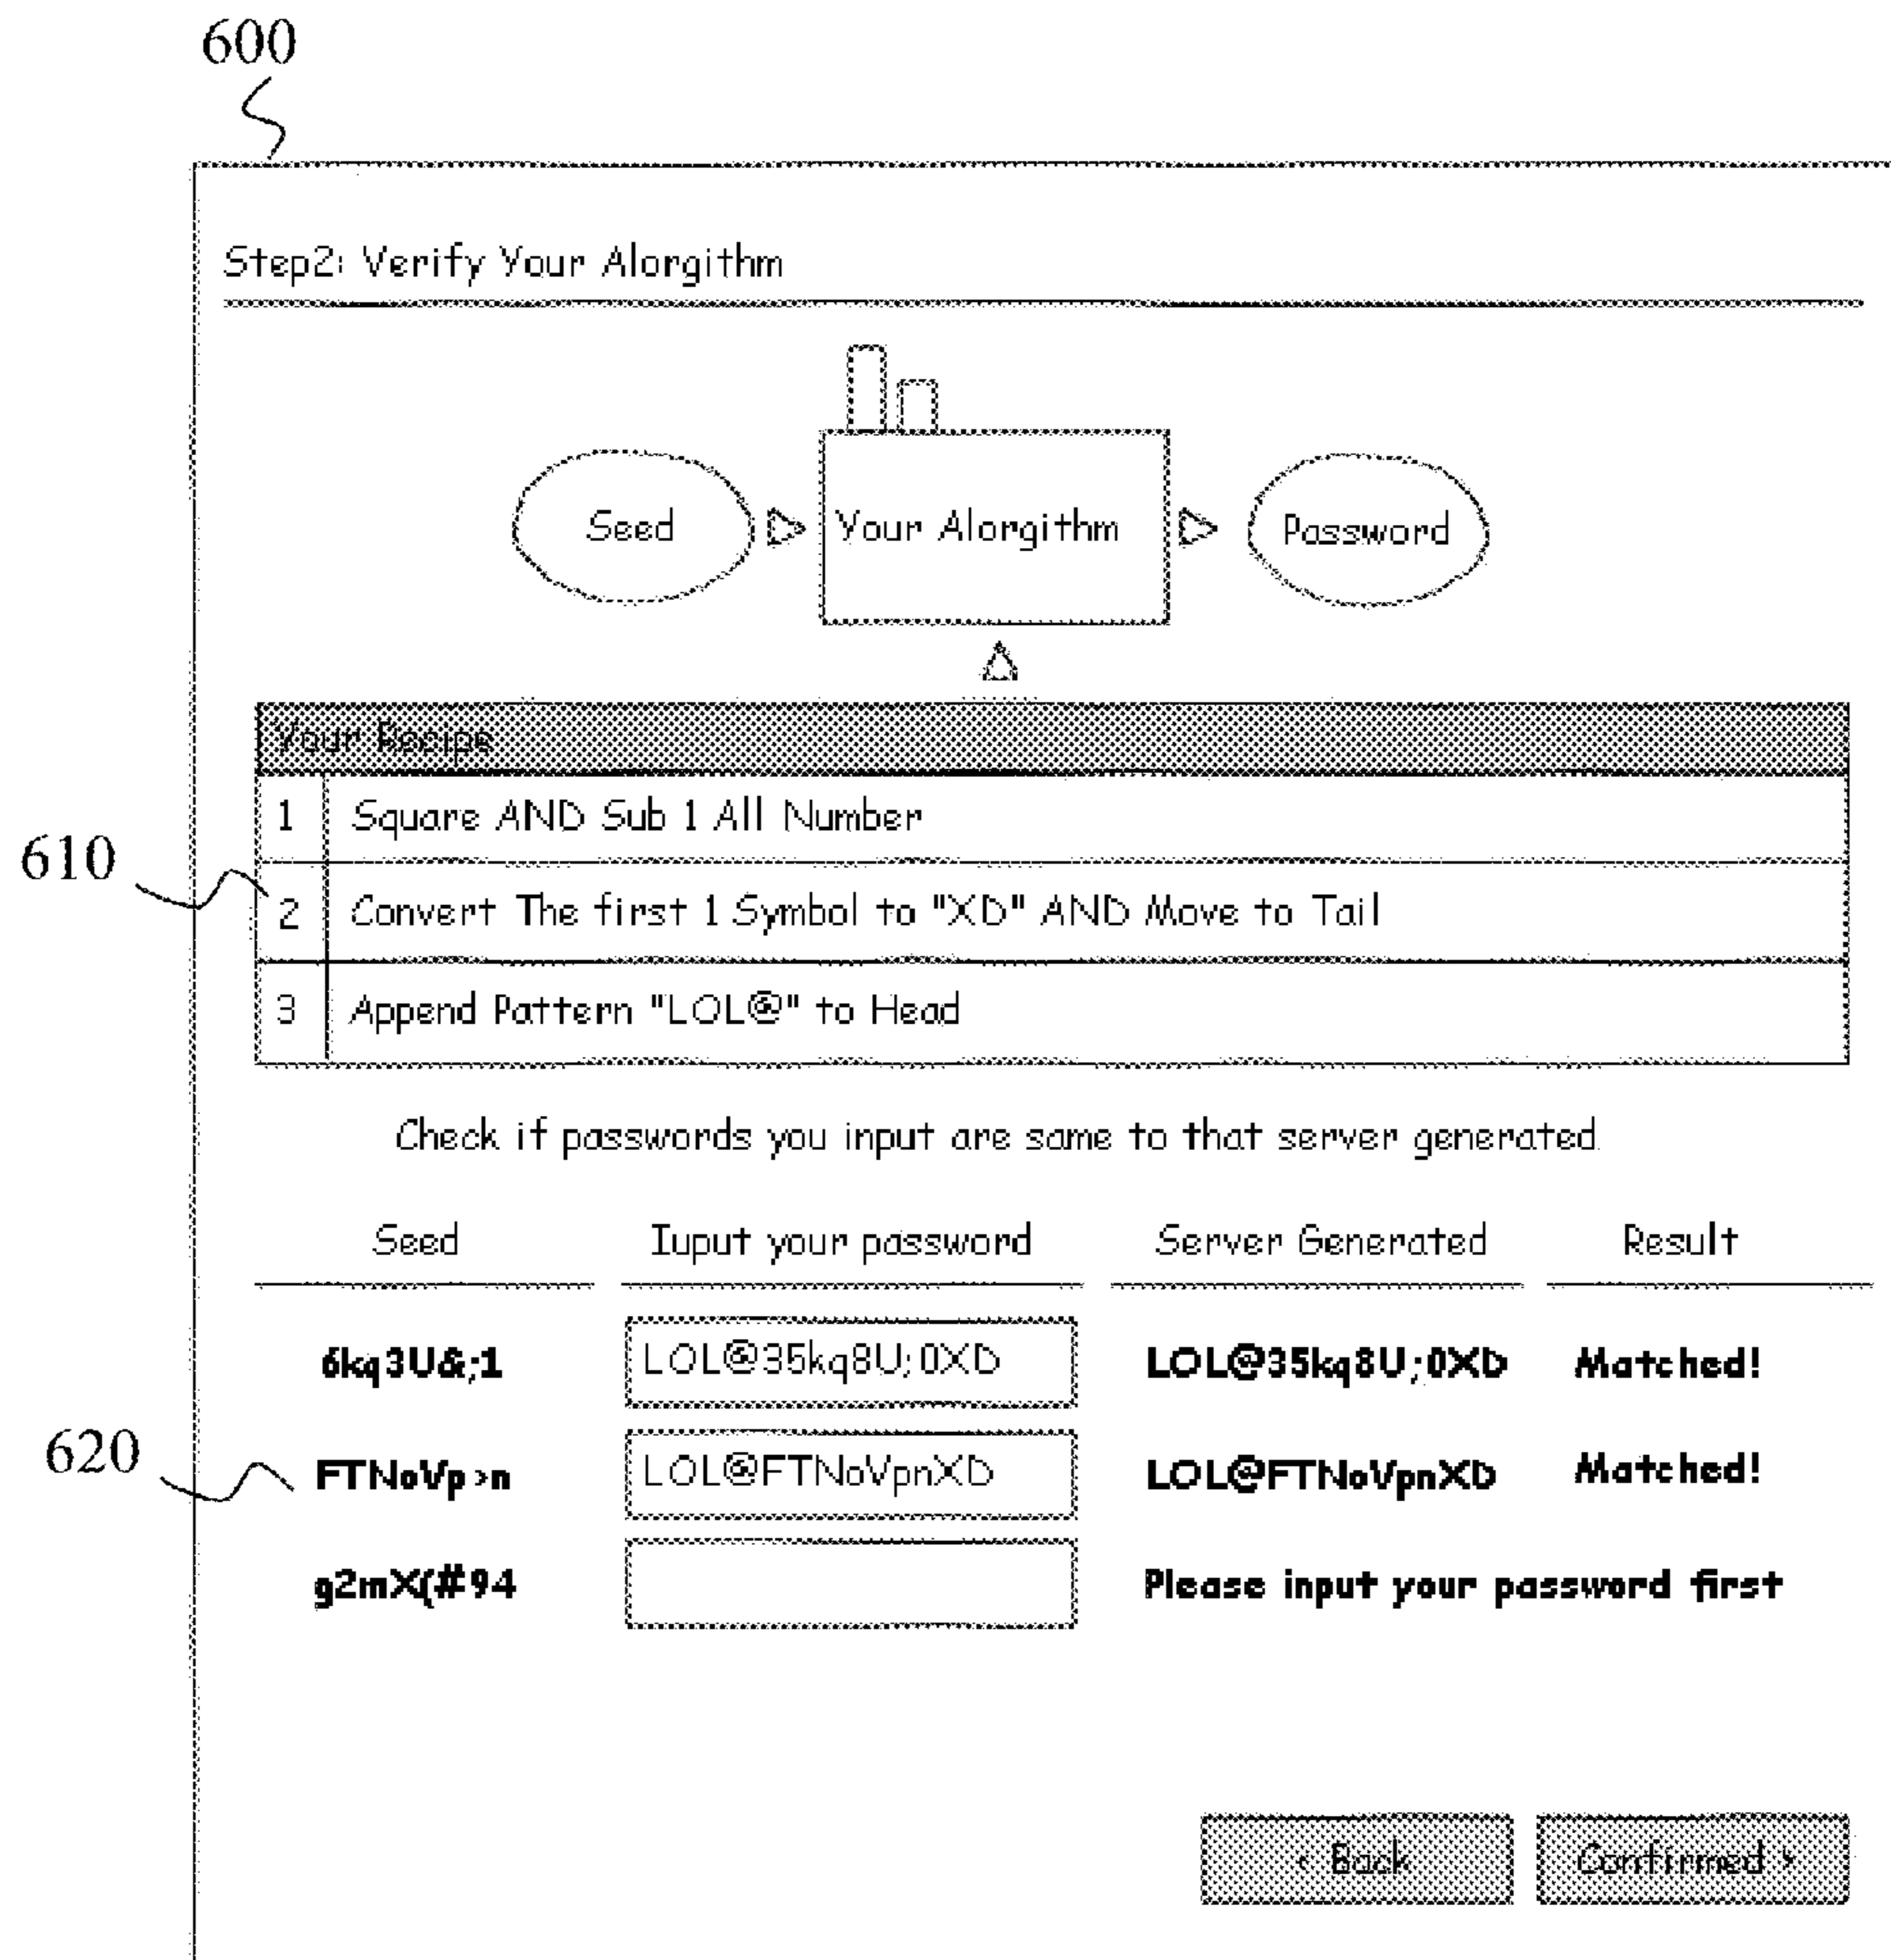 600
Step2: Verify Your Alorgithm
Seed
Your Alorgithm
Password
Your Recipe
1 Square AND Sub 1 All Number
610
2 Convert The first 1 Symbol to "XD" AND Move to Tail
3 Append Pattern "LOL@" to Head
Check if passwords you input are same to that server generated.
Seed Iuput your password Server Generated Result
6kq3U&;1 LOL@35kq8U;0XD LOL@35kq8U;0XD Matched!
620
FTNoVp>n LOL@FTNoVpnXD LOL@FTNoVpnXD Matched!
g2mX(#94 Please input your password first
< Back Confirmed >